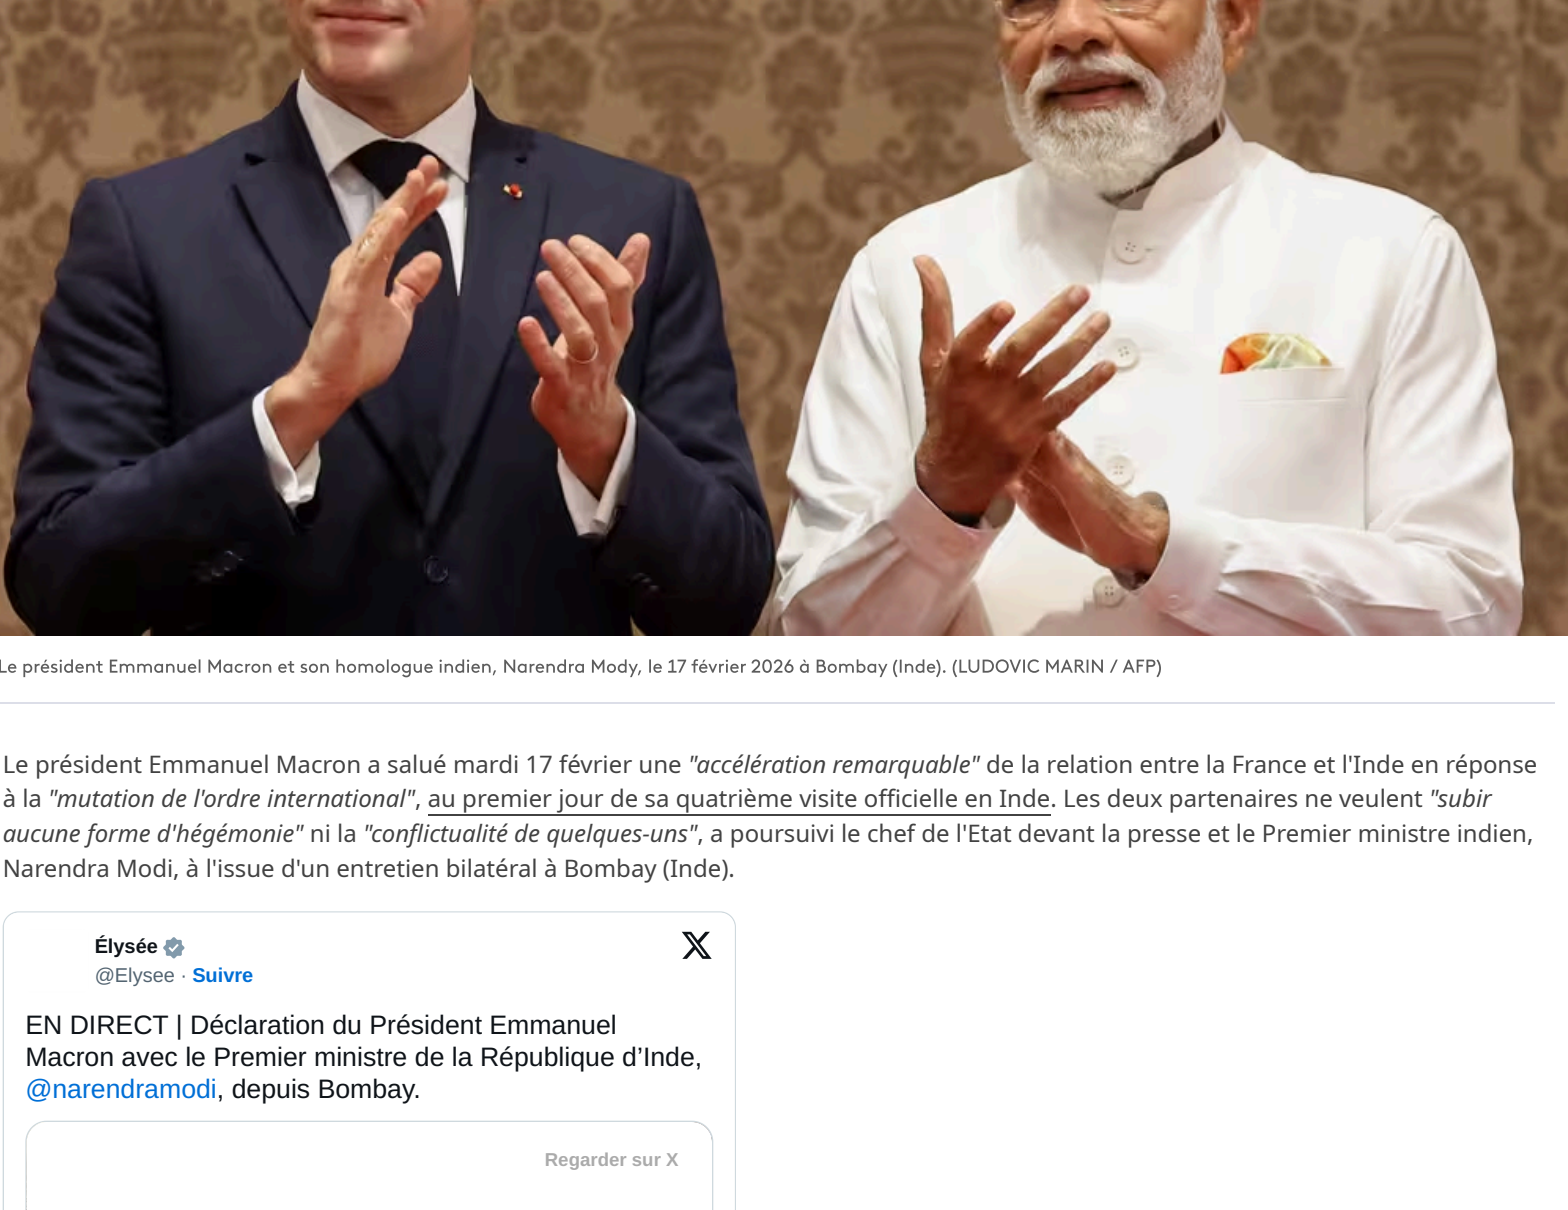 Le président Emmanuel Macron et son homologue indien, Narendra Mody, le 17 février 2026 à Bombay (Inde). (LUDOVIC MARIN / AFP)
Le président Emmanuel Macron a salué mardi 17 février une "accélération remarquable" de la relation entre la France et l'Inde en réponse
à la "mutation de l'ordre international", au premier jour de sa quatrième visite officielle en Inde. Les deux partenaires ne veulent "subir
aucune forme d'hégémonie" ni la "conflictualité de quelques-uns", a poursuivi le chef de l'Etat devant la presse et le Premier ministre indien,
Narendra Modi, à l'issue d'un entretien bilatéral à Bombay (Inde).
Élysée
@Elysee · Suivre
EN DIRECT | Déclaration du Président Emmanuel
Macron avec le Premier ministre de la République d’Inde,
@narendramodi, depuis Bombay.
Regarder sur X